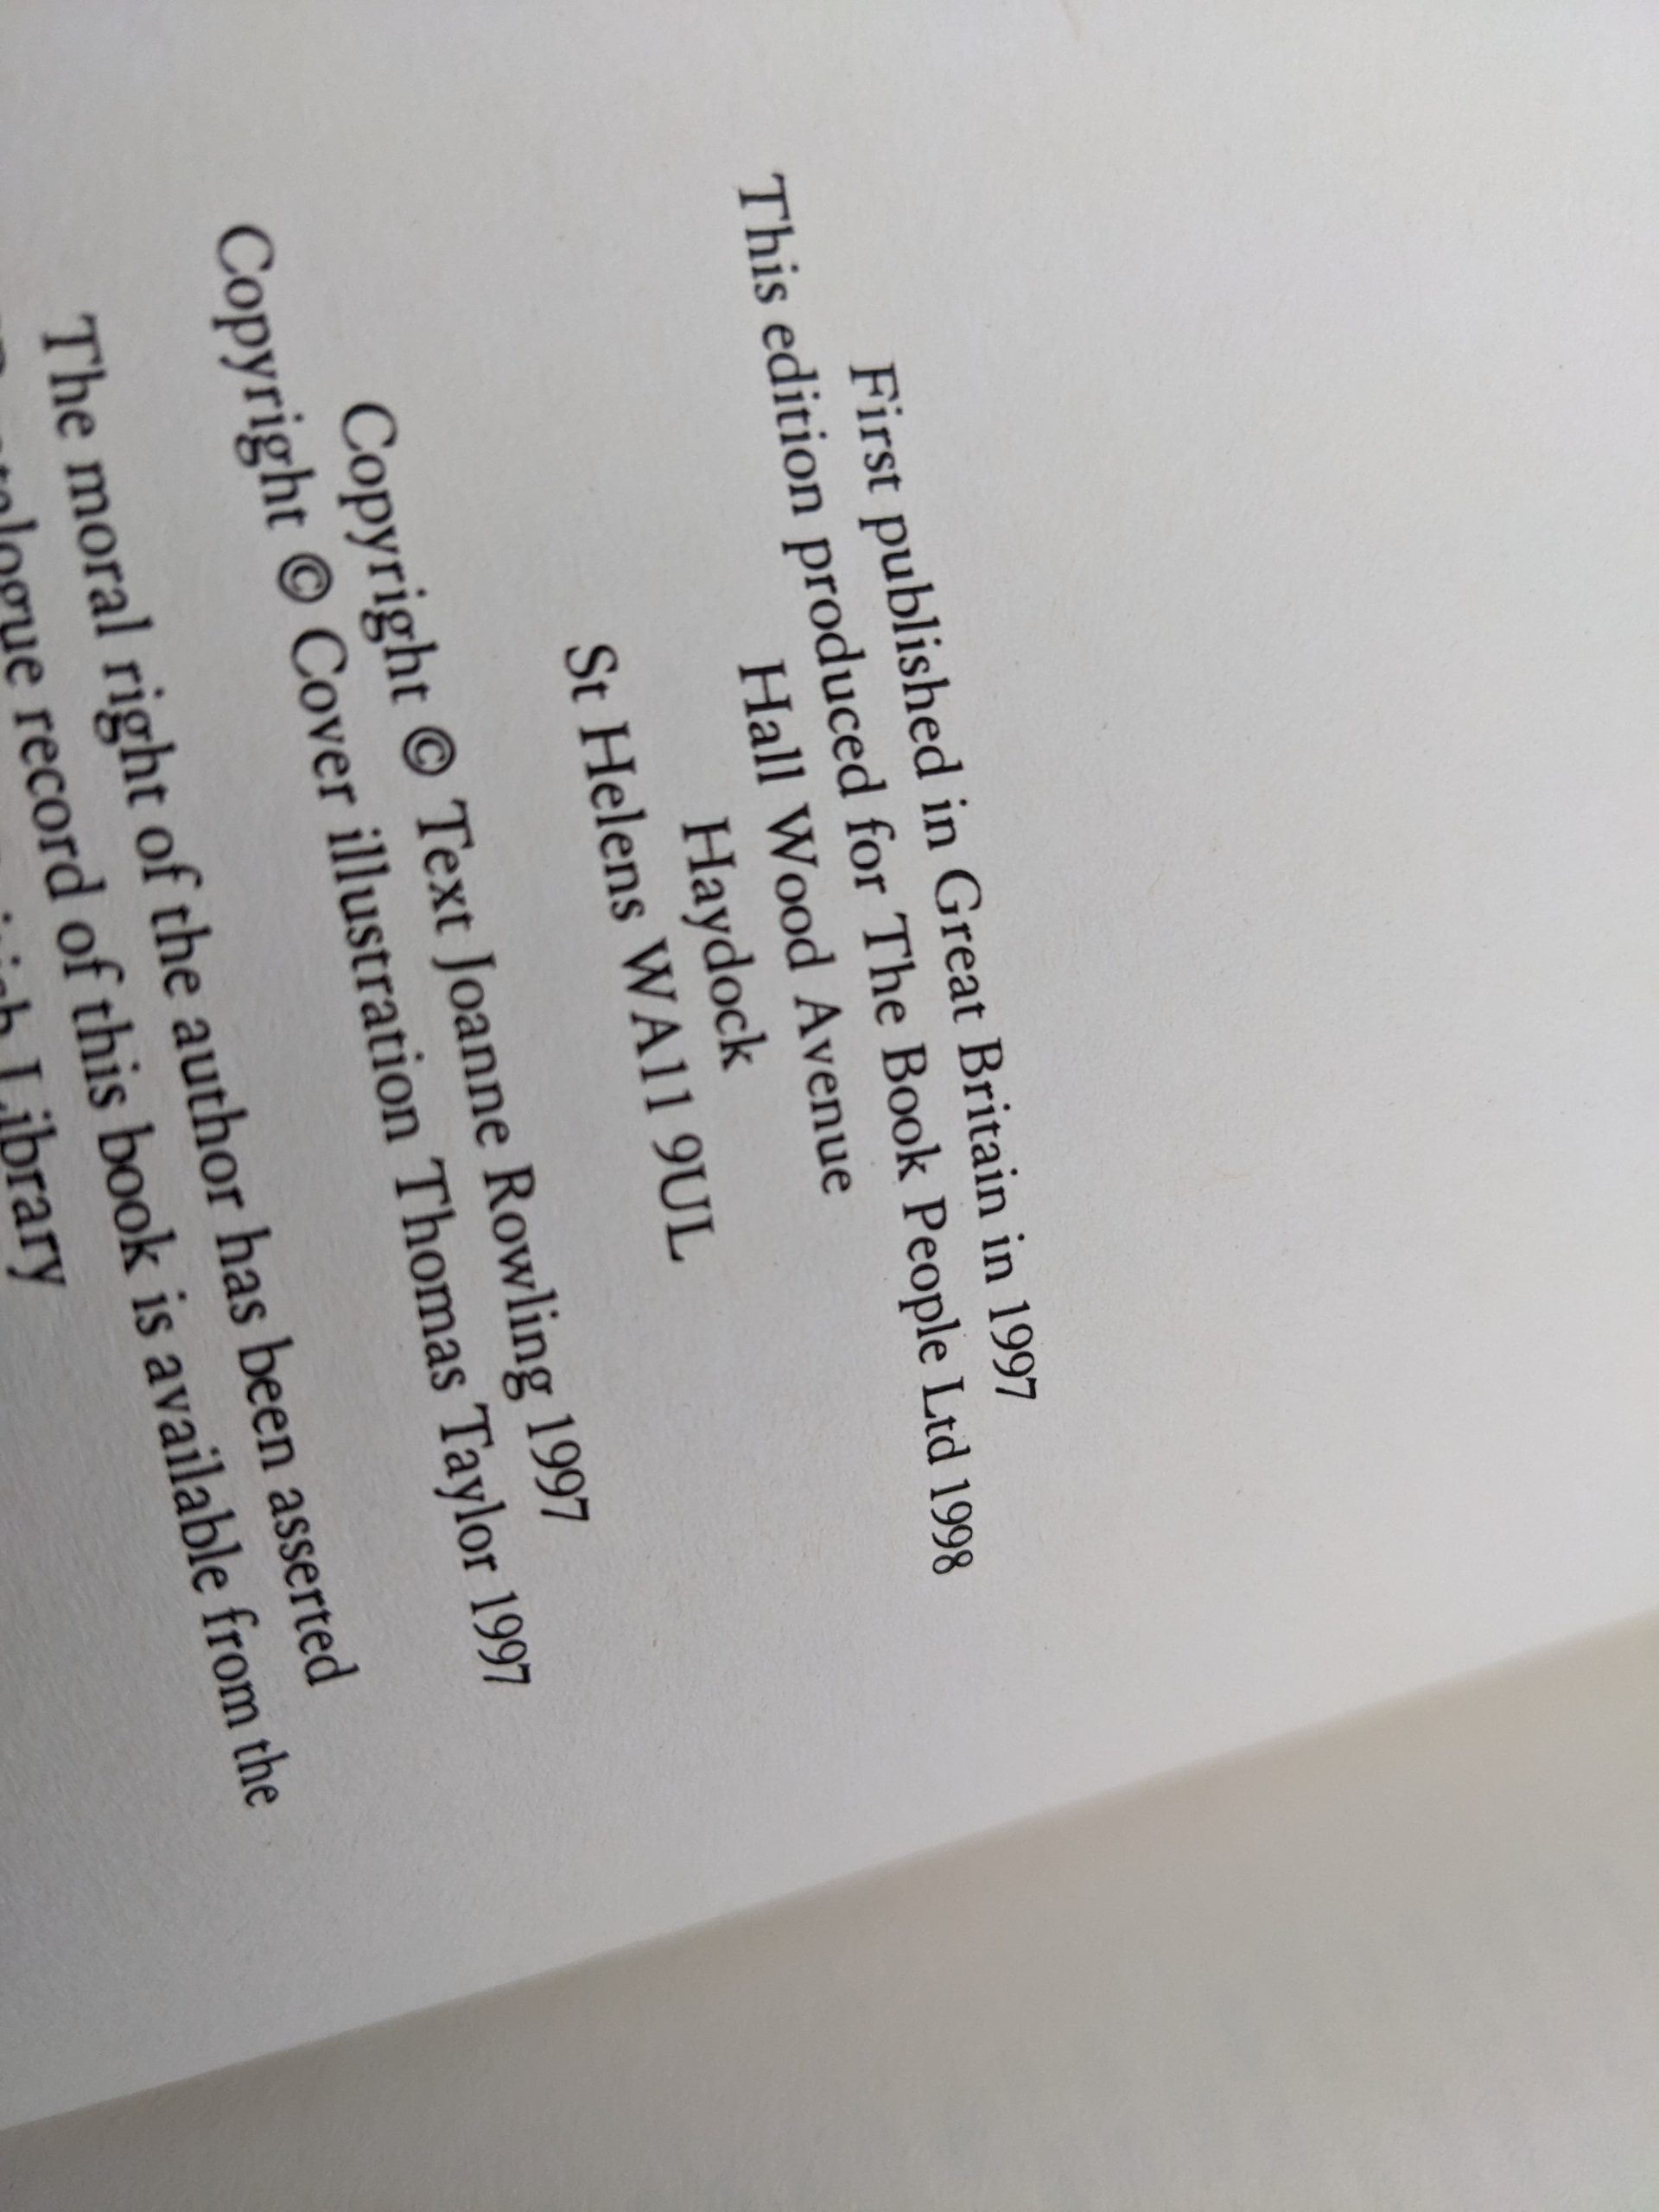 First published in Great Britain in 1997
This edition produced for The Book People Ltd 1998
Hall Wood Avenue
Haydock
St Helens WA11 9UL
Copyright © Text Joanne Rowling 1997
Copyright © Cover illustration Thomas Taylor 1997
The moral right of the author has been asserted
record of this book is available from the
Library